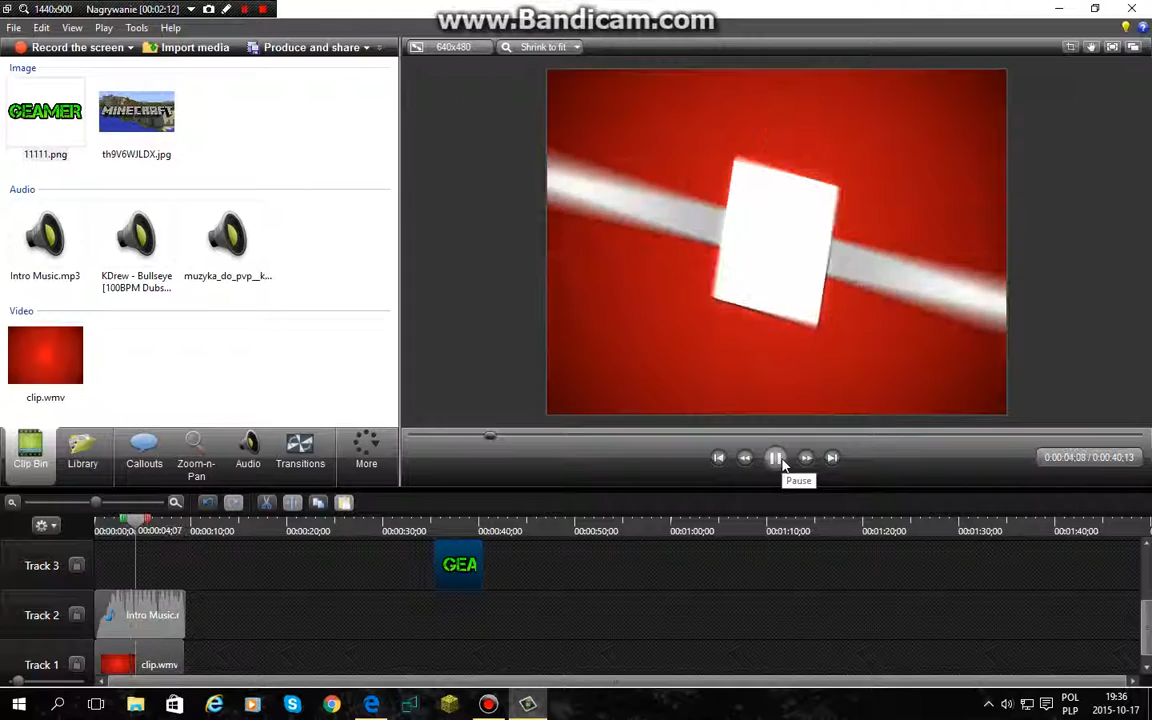 1440x900 Nagrywanie [00:02:12]
www.Bandicam.com
File Edit View Play Tools Help
Record the screen Import media Produce and share
640x480 Shrink to fit
Image
GEAMER MINECRAFT
11111.png th9V6WJLDX.jpg
Audio
Intro Music.mp3 KDrew - Bullseye muzyka_do_pvp__k...
[100BPM Dubs...
Video
clip.wmv
Clip Bin Library Callouts Zoom-n- Audio Transitions More
Pan
0:00:04;08 / 0:00:40;13
Pause
00:00:00;0 00:00:04;07 00:00:10;00 00:00:20;00 00:00:30;00 00:00:40;00 00:00:50;00 00:01:00;00 00:01:10;00 00:01:20;00 00:01:30;00 00:01:40;00
Track 3 GEA
Track 2 Intro Music.r
Track 1 clip.wmv
POL 19:36
PLP 2015-10-17